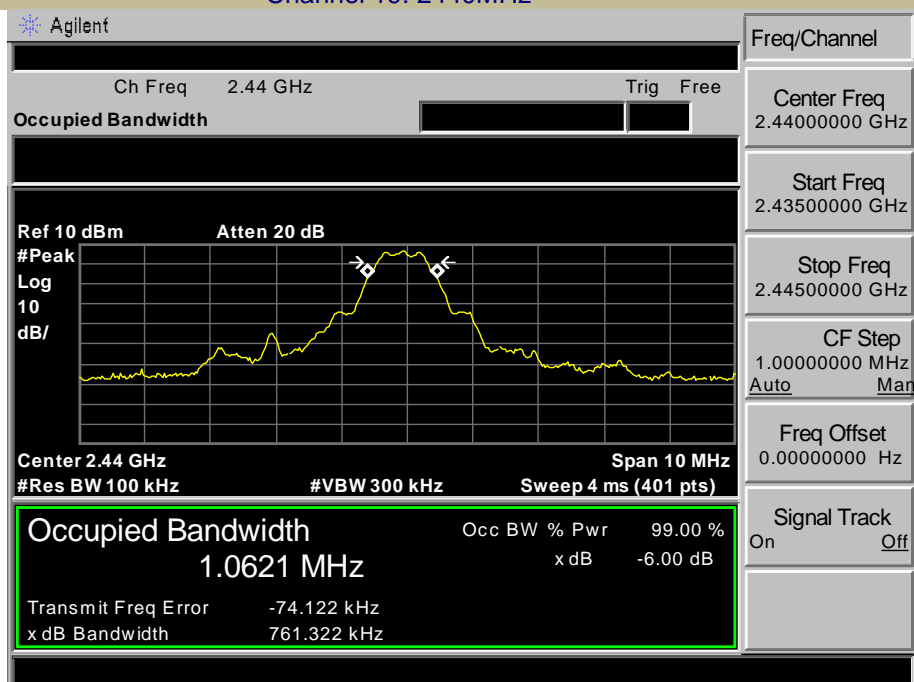 Channel 19: 2440MHz
Agilent
Freq/Channel
Ch Freq 2.44 GHz Trig Free
Occupied Bandwidth
Center Freq
2.44000000 GHz
Start Freq
2.43500000 GHz
Ref 10 dBm Atten 20 dB
#Peak
Log
10
dB/
Stop Freq
2.44500000 GHz
CF Step
1.00000000 MHz
Auto Man
Center 2.44 GHz Span 10 MHz
#Res BW 100 kHz #VBW 300 kHz Sweep 4 ms (401 pts)
Freq Offset
0.00000000 Hz
Occupied Bandwidth Occ BW % Pwr 99.00 %
1.0621 MHz x dB -6.00 dB
Signal Track
On Off
Transmit Freq Error -74.122 kHz
x dB Bandwidth 761.322 kHz